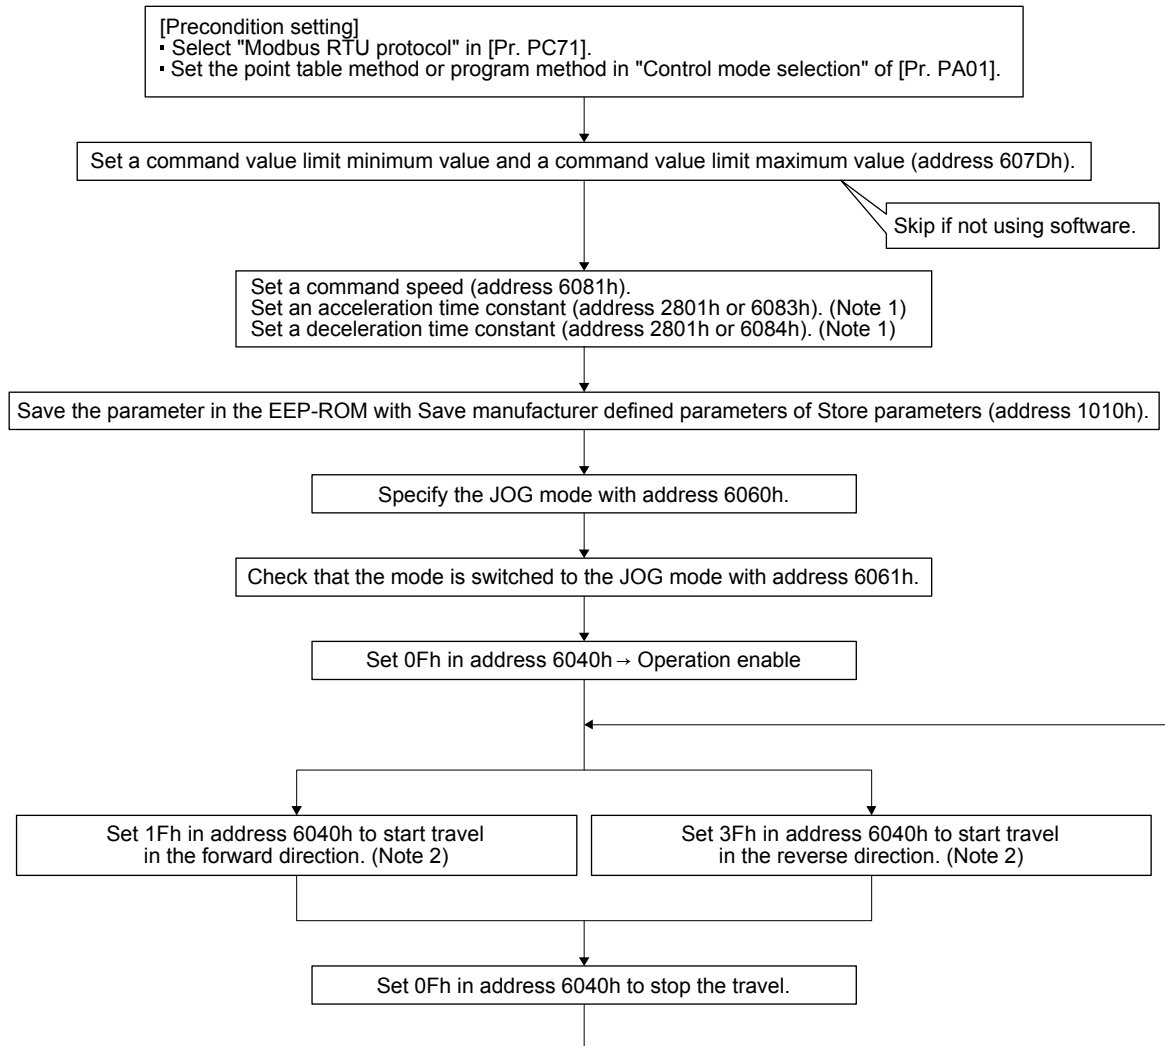 [Precondition setting]
▪ Select "Modbus RTU protocol" in [Pr. PC71].
▪ Set the point table method or program method in "Control mode selection" of [Pr. PA01].
Set a command value limit minimum value and a command value limit maximum value (address 607Dh).
Skip if not using software.
Set a command speed (address 6081h).
Set an acceleration time constant (address 2801h or 6083h). (Note 1)
Set a deceleration time constant (address 2801h or 6084h). (Note 1)
Save the parameter in the EEP-ROM with Save manufacturer defined parameters of Store parameters (address 1010h).
Specify the JOG mode with address 6060h.
Check that the mode is switched to the JOG mode with address 6061h.
Set 0Fh in address 6040h → Operation enable
Set 1Fh in address 6040h to start travel
in the forward direction. (Note 2)
Set 3Fh in address 6040h to start travel
in the reverse direction. (Note 2)
Set 0Fh in address 6040h to stop the travel.